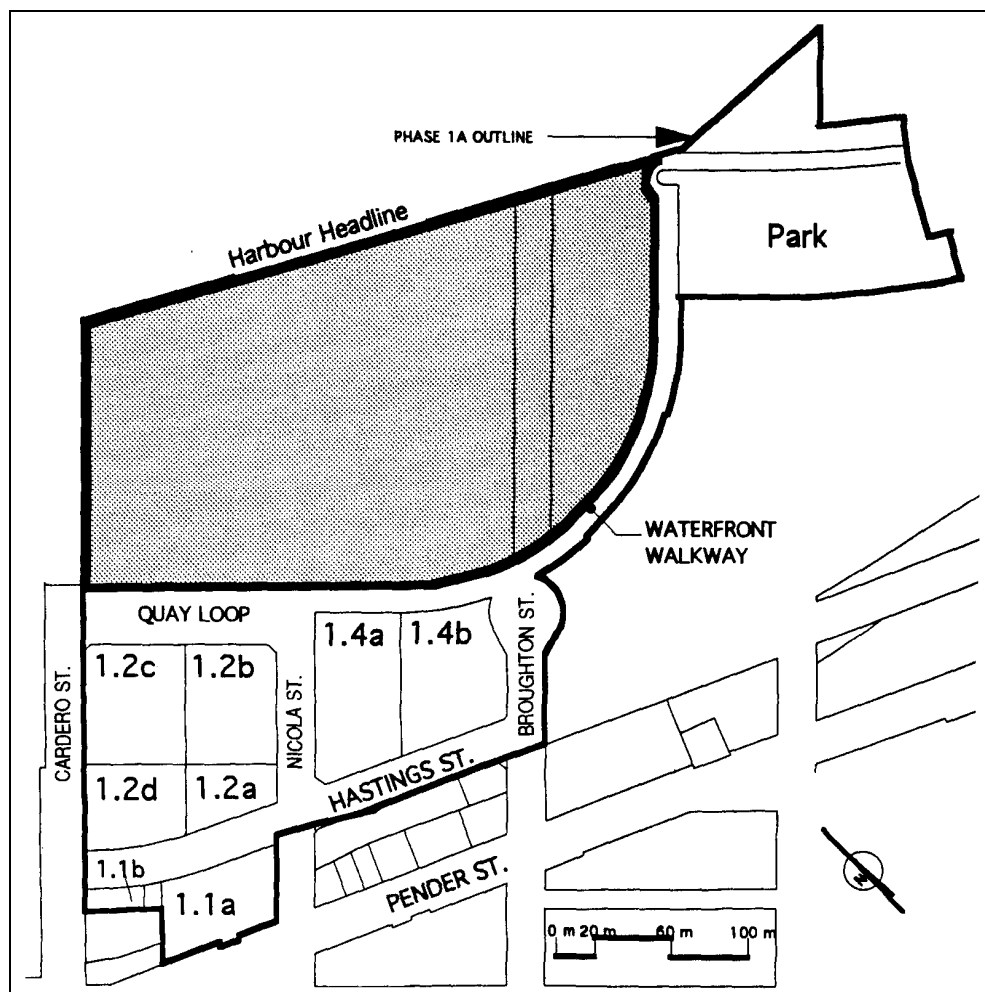 PHASE 1A OUTLINE
Harbour Headline
Park
WATERFRONT
WALKWAY
QUAY LOOP
1.4a
1.4b
BROUGHTON ST.
1.2c
1.2b
CARDERO ST.
NICOLA ST.
1.2d
1.2a
HASTINGS ST.
1.1b
1.1a
PENDER ST.
N
0 m 20 m 60 m 100 m